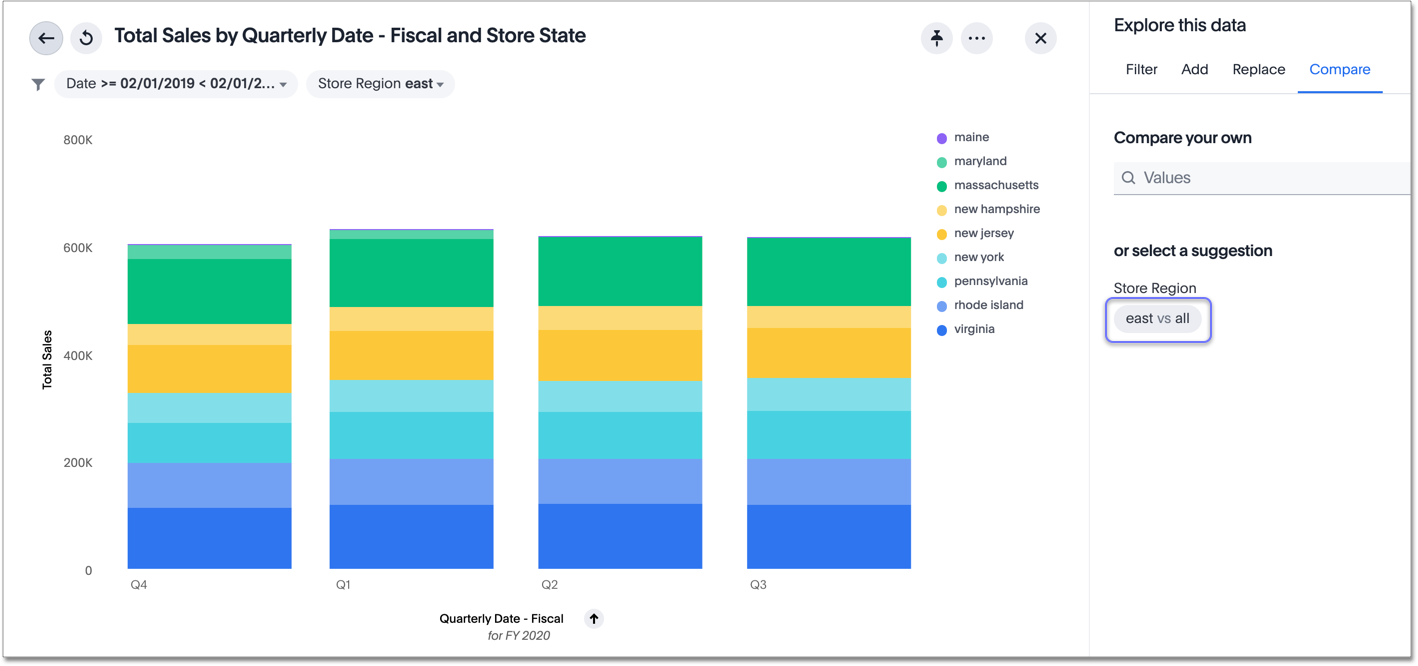 Total Sales by Quarterly Date - Fiscal and Store State
Date >= 02/01/2019 < 02/01/2...
Store Region east
800K
600K
400K
200K
0
Total Sales
Q4
Q1
Q2
Q3
Quarterly Date - Fiscal
for FY 2020
maine
maryland
massachusetts
new hampshire
new jersey
new york
pennsylvania
rhode island
virginia
Explore this data
Filter Add Replace Compare
Compare your own
Values
or select a suggestion
Store Region
east vs all